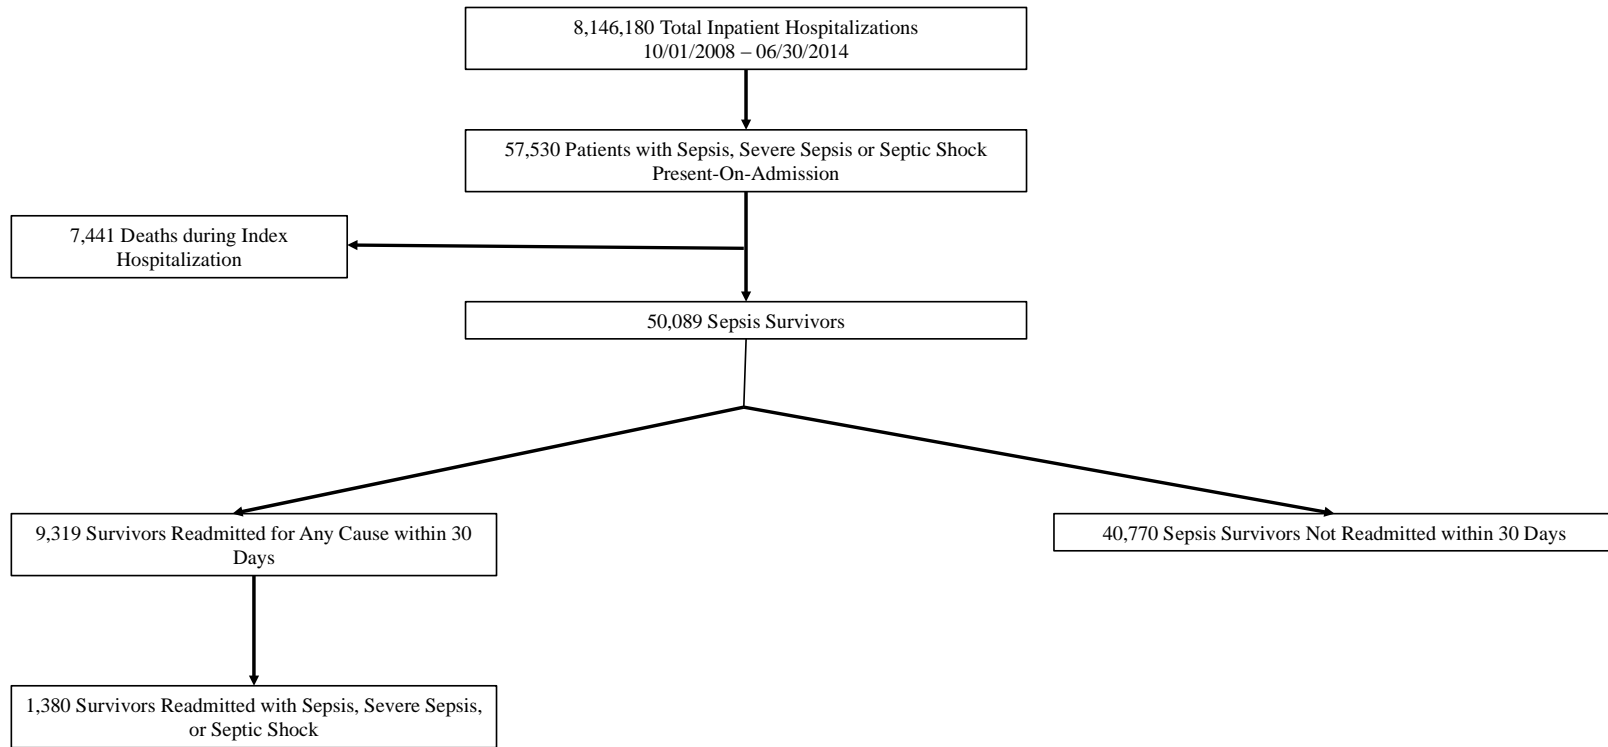 8,146,180 Total Inpatient Hospitalizations
10/01/2008 – 06/30/2014
57,530 Patients with Sepsis, Severe Sepsis or Septic Shock
Present-On-Admission
7,441 Deaths during Index
Hospitalization
50,089 Sepsis Survivors
9,319 Survivors Readmitted for Any Cause within 30
Days
40,770 Sepsis Survivors Not Readmitted within 30 Days
1,380 Survivors Readmitted with Sepsis, Severe Sepsis,
or Septic Shock